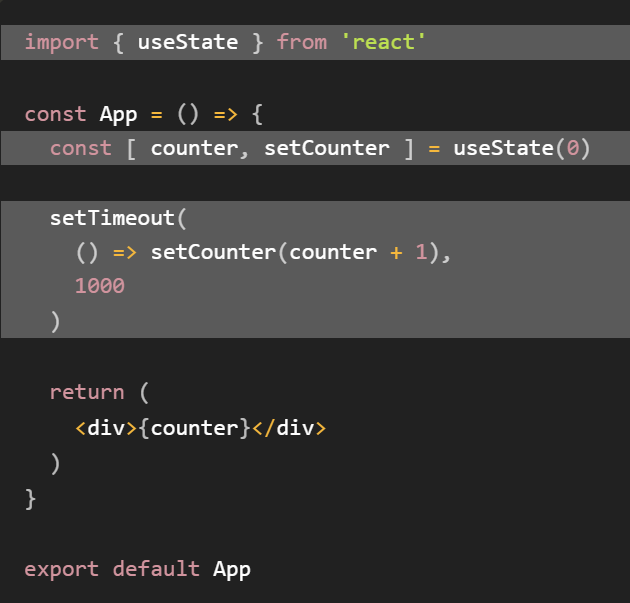 import { useState } from 'react'
const App = () => {
const [ counter, setCounter ] = useState(0)
setTimeout(
() => setCounter(counter + 1),
1000
)
return (
<div>{counter}</div>
)
}
export default App